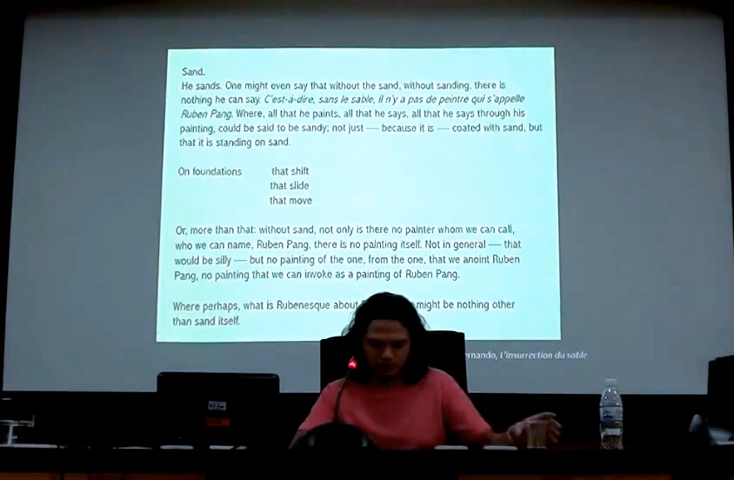 Sand.
He sands. One might even say that without the sand, without sanding, there is
nothing he can say. C'est-à-dire, sans le sable, il n'y a pas de peintre qui s'appelle
Ruben Pang. Where, all that he paints, all that he says, all that he says through his
painting, could be said to be sandy; not just — because it is — coated with sand, but
that it is standing on sand.
On foundations that shift
that slide
that move
Or, more than that: without sand, not only is there no painter whom we can call,
who we can name, Ruben Pang, there is no painting itself. Not in general — that
would be silly — but no painting of the one, from the one, that we anoint Ruben
Pang, no painting that we can invoke as a painting of Ruben Pang.
Where perhaps, what is Rubenesque about might be nothing other
than sand itself.
rnando, L'insurrection du sable